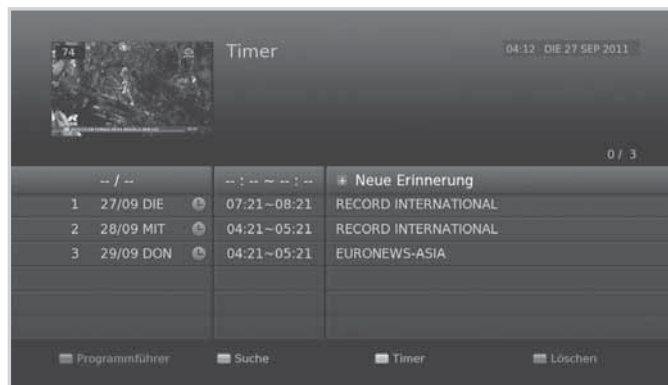 74
Timer
04:12 DIE 27 SEP 2011
0 / 3
-- / --
-- : -- ~ -- : --
Neue Erinnerung
1 27/09 DIE 07:21~08:21 RECORD INTERNATIONAL
2 28/09 MIT 04:21~05:21 RECORD INTERNATIONAL
3 29/09 DON 04:21~05:21 EURONEWS-ASIA
Programmführer Suche Timer Löschen